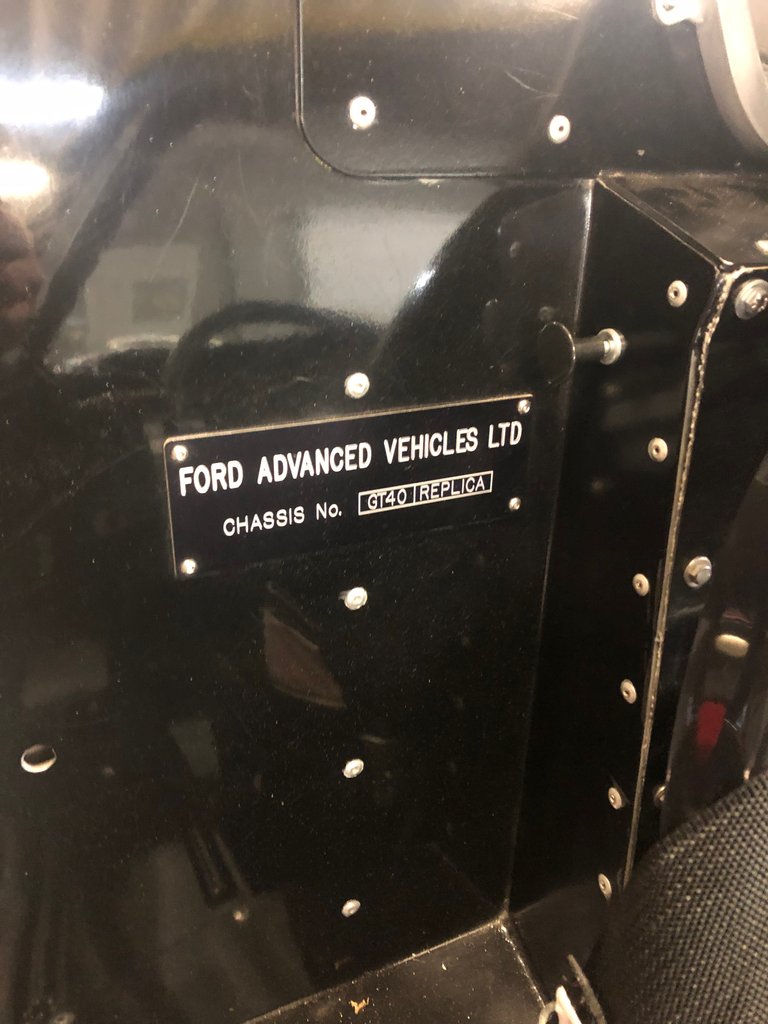 FORD ADVANCED VEHICLES LTD
CHASSIS No. GT40 REPLICA